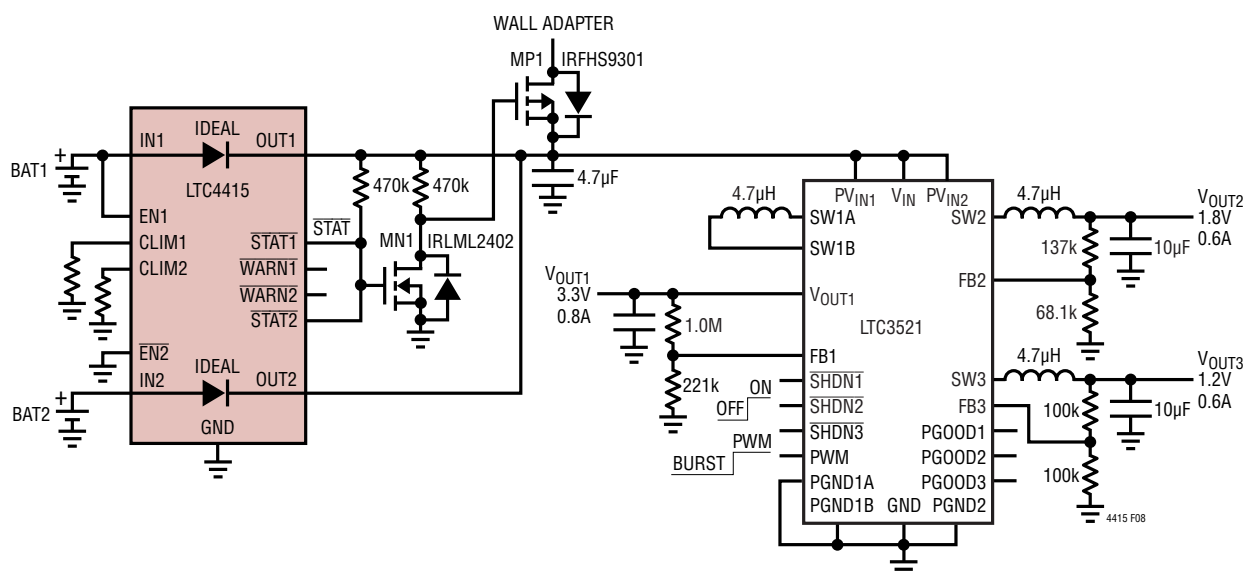 WALL ADAPTER
MP1 IRFHS9301
BAT1
+
IN1
IDEAL
OUT1
LTC4415
EN1
CLIM1
CLIM2
STAT1
WARN1
WARN2
STAT2
EN2
IN2
IDEAL
OUT2
GND
BAT2
+
470k
470k
STAT
MN1
IRLML2402
4.7µF
4.7µH
PVIN1
VIN
PVIN2
SW1A
SW1B
VOUT1
3.3V
0.8A
1.0M
221k
VOUT1
LTC3521
FB1
SHDN1
SHDN2
SHDN3
PWM
PGND1A
PGND1B
GND
PGND2
ON
OFF
PWM
BURST
SW2
FB2
SW3
FB3
PGOOD1
PGOOD2
PGOOD3
4.7µH
137k
68.1k
10µF
VOUT2
1.8V
0.6A
4.7µH
100k
100k
10µF
VOUT3
1.2V
0.6A
4415 F08